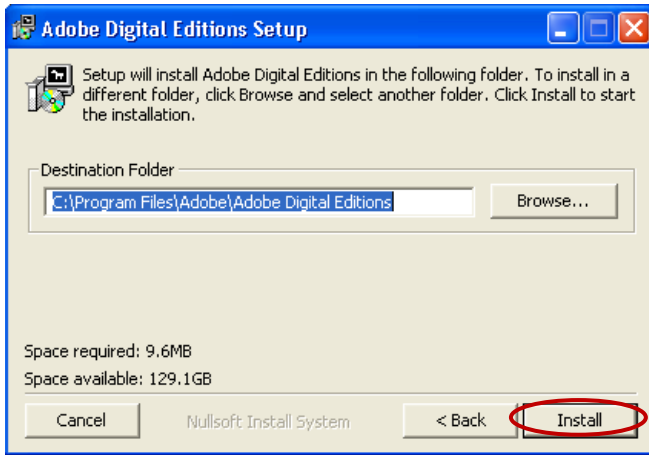 Adobe Digital Editions Setup
Setup will install Adobe Digital Editions in the following folder. To install in a
different folder, click Browse and select another folder. Click Install to start
the installation.
Destination Folder
C:\Program Files\Adobe\Adobe Digital Editions
Browse...
Space required: 9.6MB
Space available: 129.1GB
Cancel
Nullsoft Install System
< Back
Install